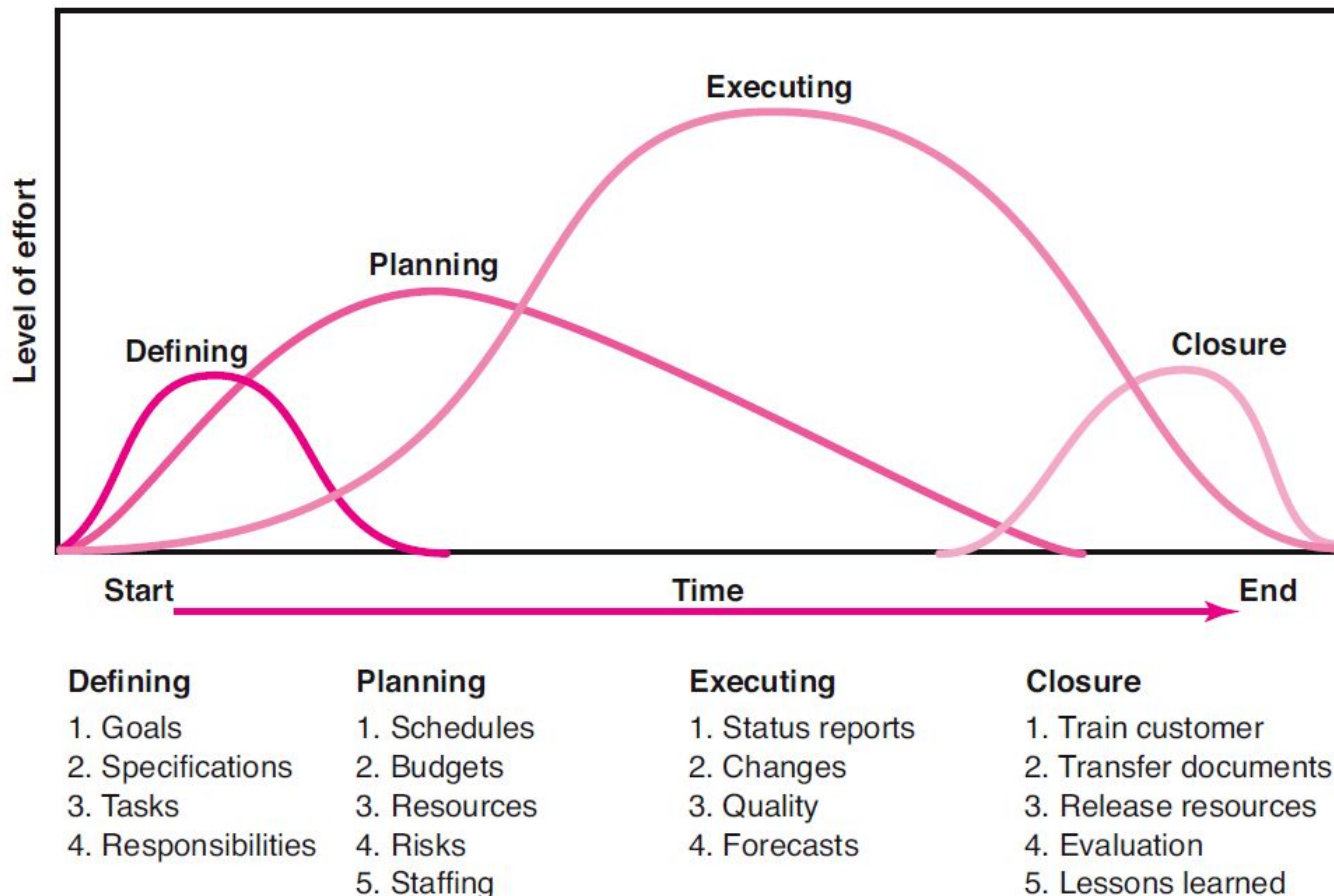 Executing
Planning
Defining
Closure
Level of effort
Start
Time
End
Defining
1. Goals
2. Specifications
3. Tasks
4. Responsibilities
Planning
1. Schedules
2. Budgets
3. Resources
4. Risks
5. Staffing
Executing
1. Status reports
2. Changes
3. Quality
4. Forecasts
Closure
1. Train customer
2. Transfer documents
3. Release resources
4. Evaluation
5. Lessons learned